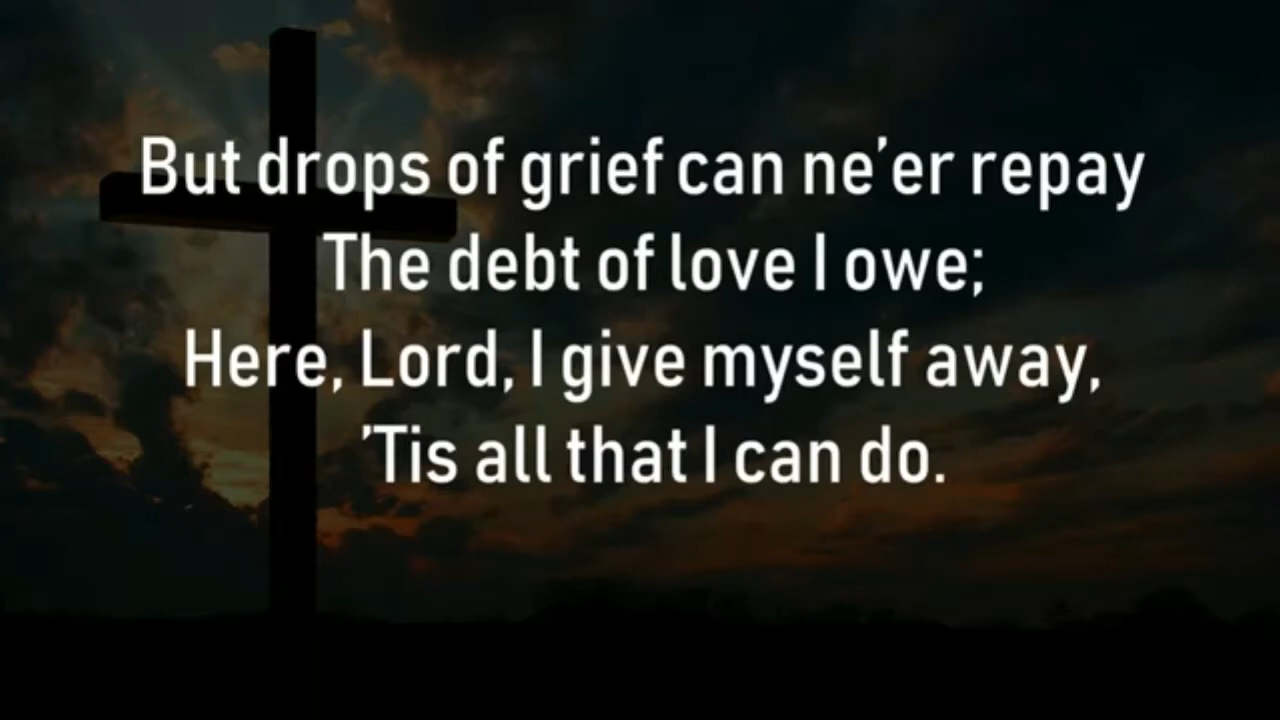 But drops of grief can ne’er repay
The debt of love I owe;
Here, Lord, I give myself away,
’Tis all that I can do.